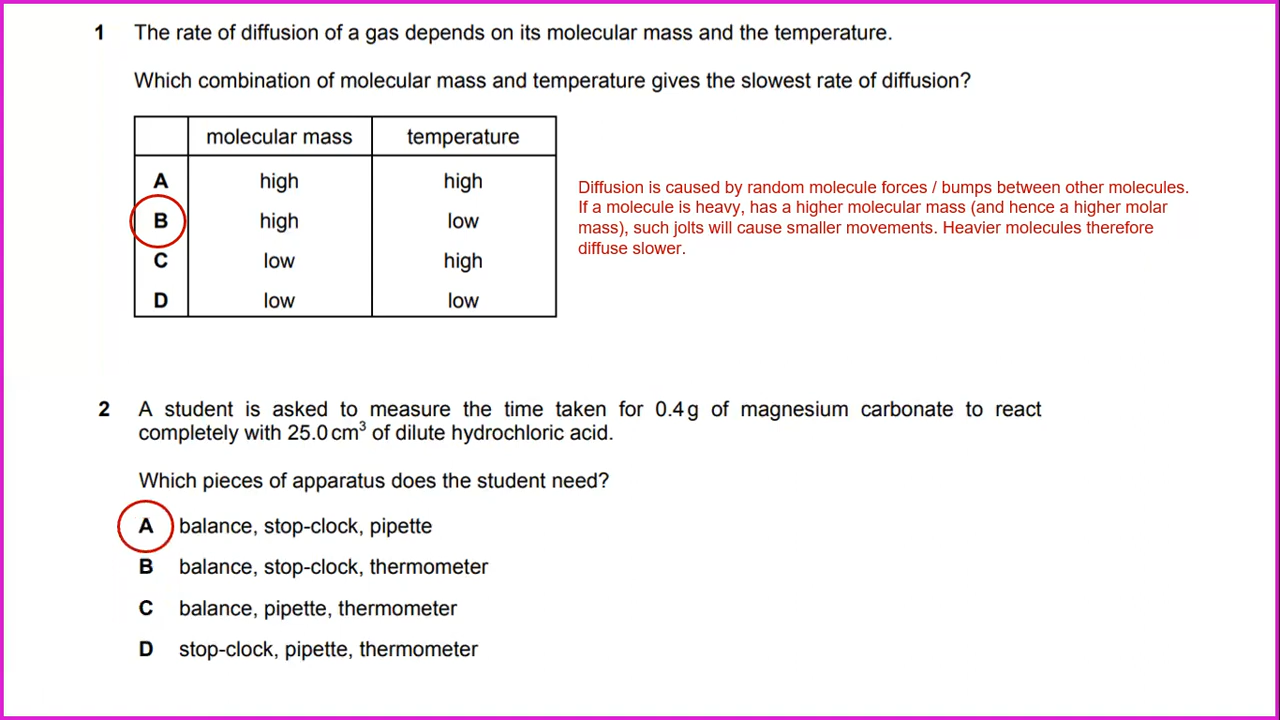 1 The rate of diffusion of a gas depends on its molecular mass and the temperature.
Which combination of molecular mass and temperature gives the slowest rate of diffusion?
molecular mass temperature
A high high
B high low
C low high
D low low
Diffusion is caused by random molecule forces / bumps between other molecules.
If a molecule is heavy, has a higher molecular mass (and hence a higher molar
mass), such jolts will cause smaller movements. Heavier molecules therefore
diffuse slower.
2 A student is asked to measure the time taken for 0.4 g of magnesium carbonate to react
completely with 25.0 cm³ of dilute hydrochloric acid.
Which pieces of apparatus does the student need?
A balance, stop-clock, pipette
B balance, stop-clock, thermometer
C balance, pipette, thermometer
D stop-clock, pipette, thermometer